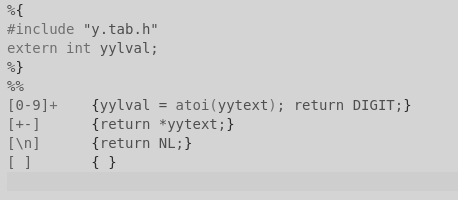 %{
#include "y.tab.h"
extern int yylval;
%}
%%
[0-9]+    {yylval = atoi(yytext); return DIGIT;}
[+-]      {return *yytext;}
[\n]      {return NL;}
[ ]       { }